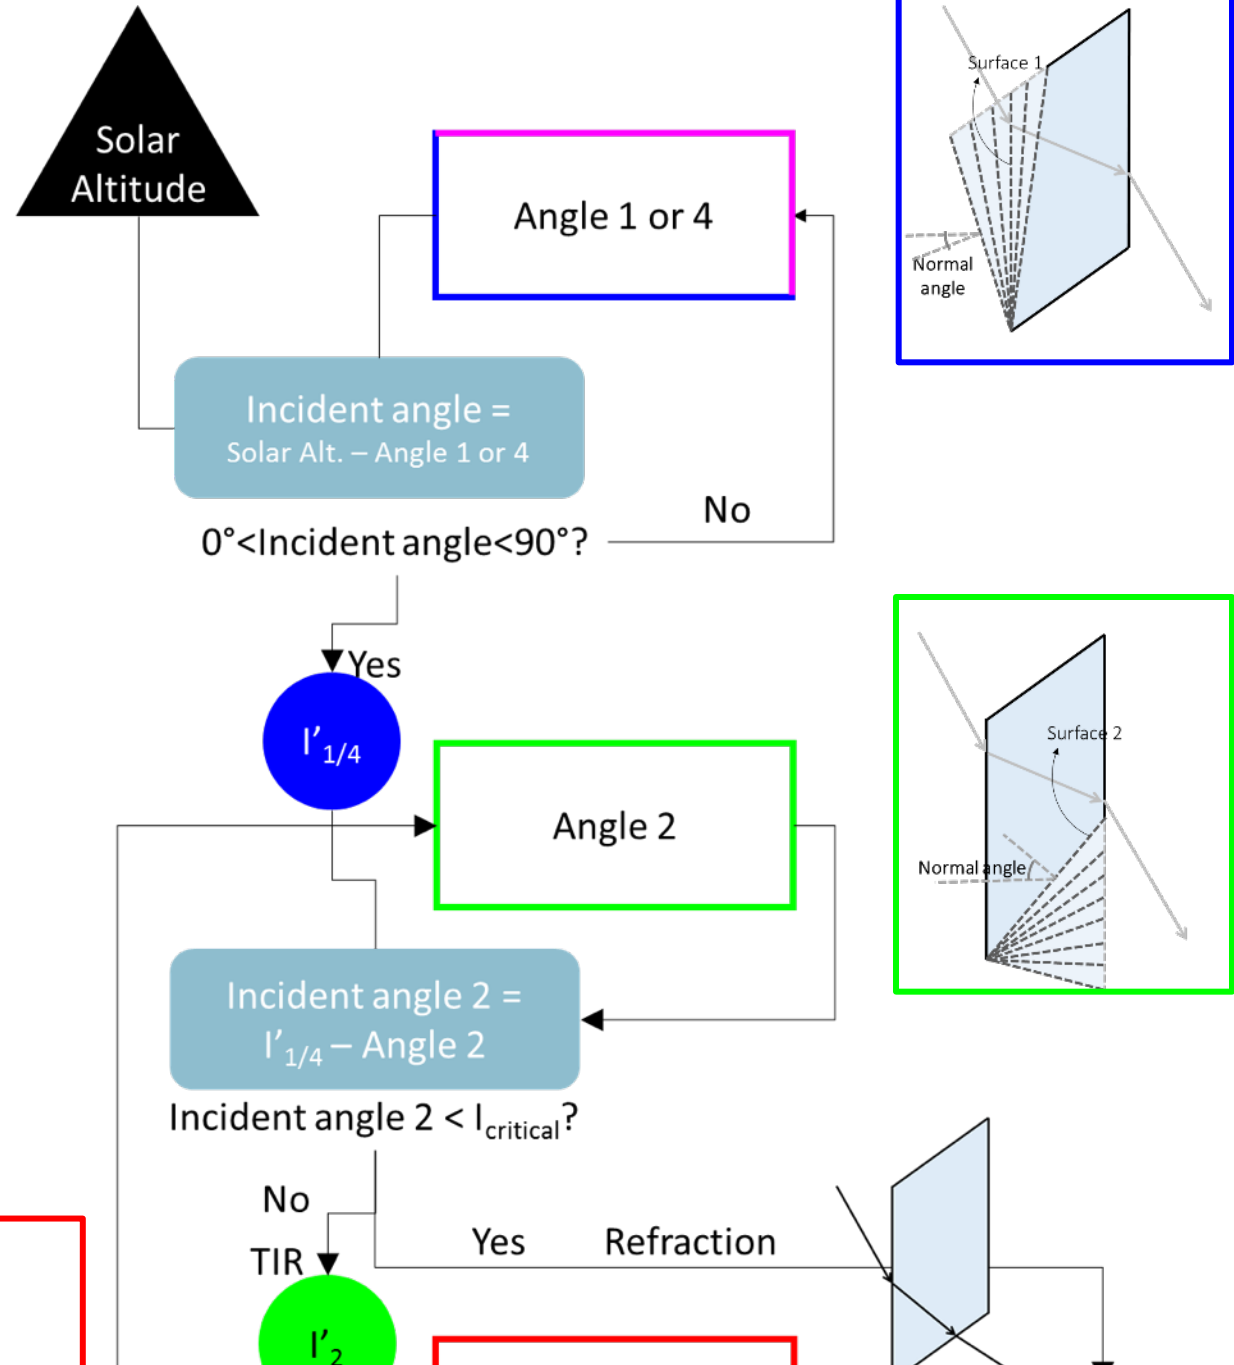 Solar
Altitude
Angle 1 or 4
Surface 1
Normal
angle
Incident angle =
Solar Alt. – Angle 1 or 4
No
0°<Incident angle<90°?
Yes
I’1/4
Angle 2
Surface 2
Normal angle
Incident angle 2 =
I’1/4 – Angle 2
Incident angle 2 < Icritical?
No
Yes
Refraction
TIR
I’2